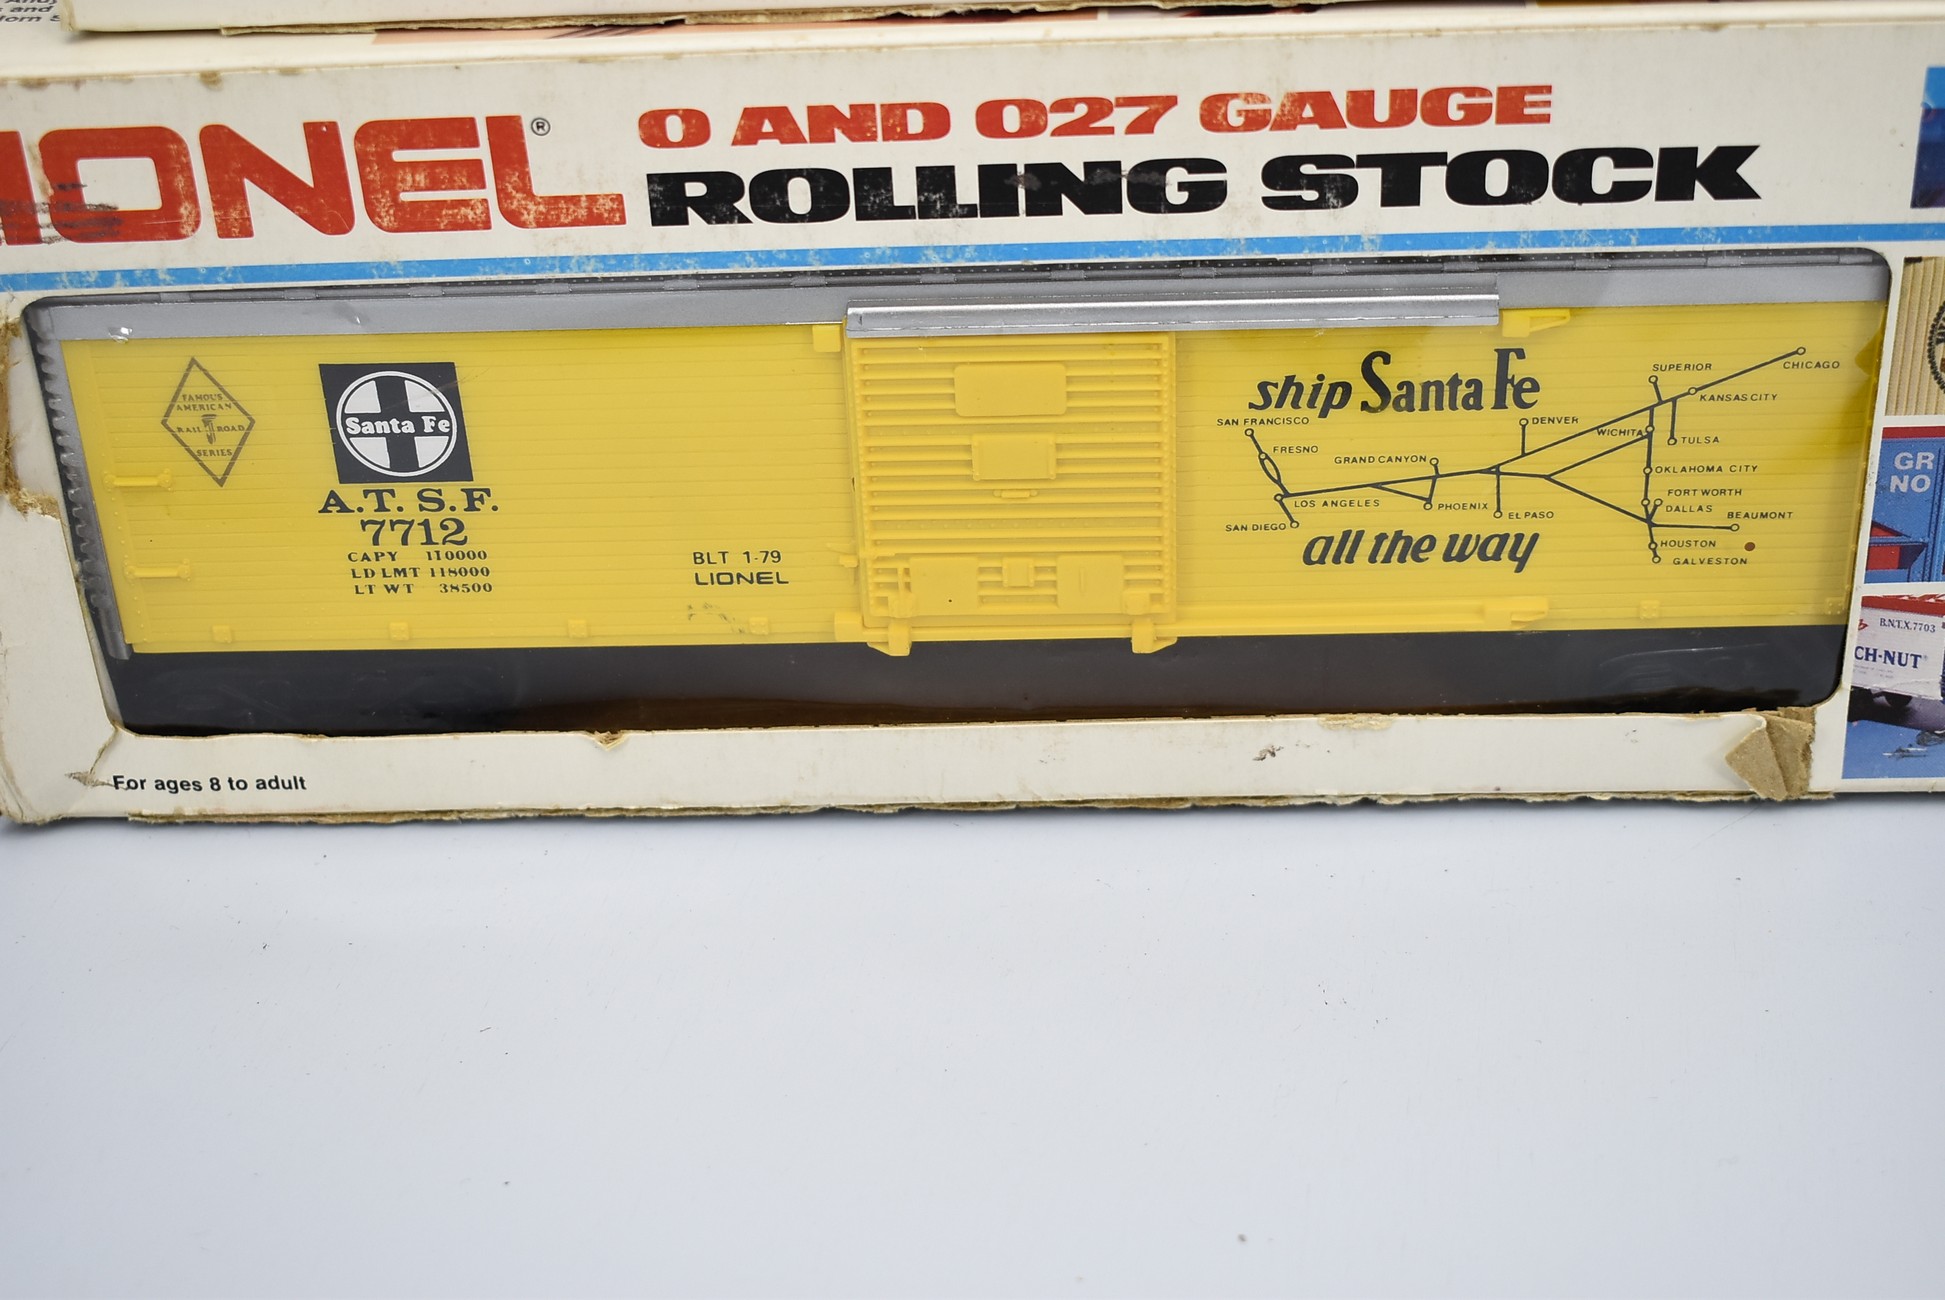 and
IONEL®
O AND O27 GAUGE
ROLLING STOCK
FAMOUS
AMERICAN
RAIL ROAD
SERIES
Santa Fe
A.T.S.F.
7712
CAPY 110000
LD LMT 118000
LT WT 38500
BLT 1-79
LIONEL
ship Santa Fe
SAN FRANCISCO
FRESNO
LOS ANGELES
SAN DIEGO
GRAND CANYON
PHOENIX
DENVER
EL PASO
SUPERIOR
CHICAGO
KANSAS CITY
WICHITA
TULSA
OKLAHOMA CITY
FORT WORTH
DALLAS
BEAUMONT
HOUSTON
GALVESTON
all the way
GR
NO
B.N.T.X. 7703
CH-NUT
For ages 8 to adult